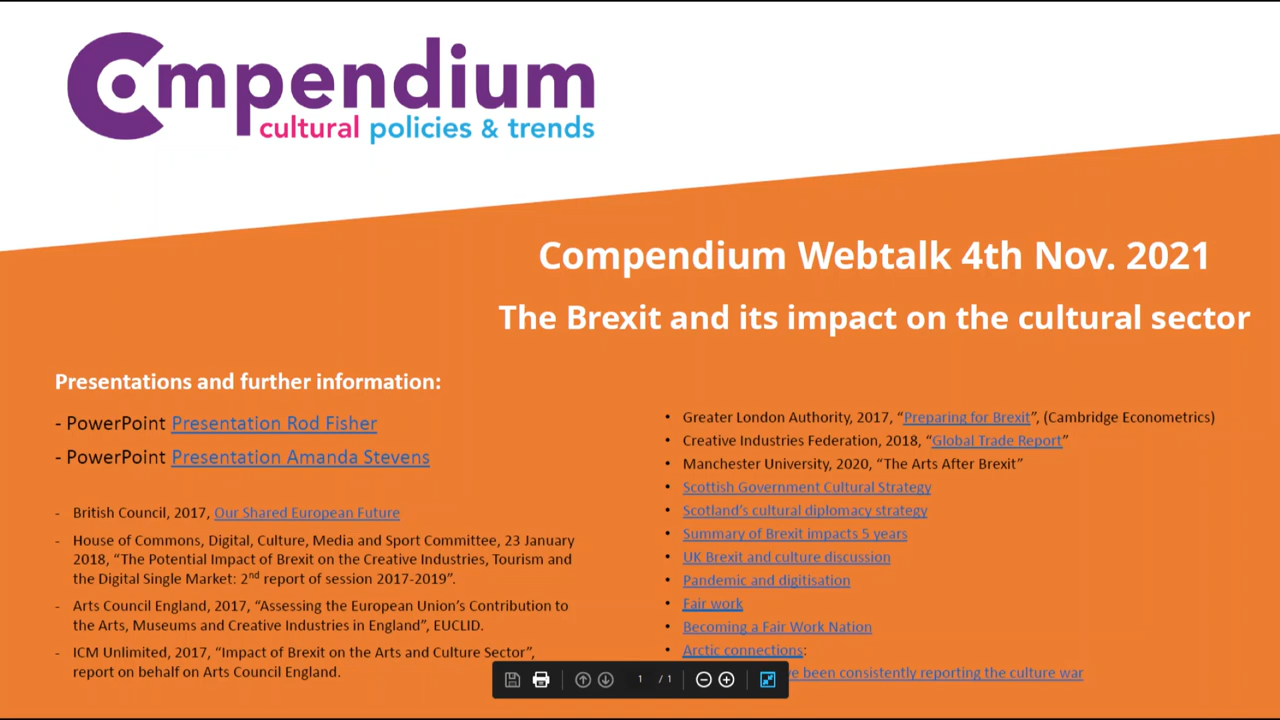 Compendium
cultural policies & trends
Compendium Webtalk 4th Nov. 2021
The Brexit and its impact on the cultural sector
Presentations and further information:
- PowerPoint Presentation Rod Fisher
- PowerPoint Presentation Amanda Stevens
- British Council, 2017, Our Shared European Future
- House of Commons, Digital, Culture, Media and Sport Committee, 23 January
2018, “The Potential Impact of Brexit on the Creative Industries, Tourism and
the Digital Single Market: 2nd report of session 2017-2019”.
- Arts Council England, 2017, “Assessing the European Union’s Contribution to
the Arts, Museums and Creative Industries in England”, EUCLID.
- ICM Unlimited, 2017, “Impact of Brexit on the Arts and Culture Sector”,
report on behalf on Arts Council England.
• Greater London Authority, 2017, “Preparing for Brexit”, (Cambridge Econometrics)
• Creative Industries Federation, 2018, “Global Trade Report”
• Manchester University, 2020, “The Arts After Brexit”
• Scottish Government Cultural Strategy
• Scotland’s cultural diplomacy strategy
• Summary of Brexit impacts 5 years
• UK Brexit and culture discussion
• Pandemic and digitisation
• Fair work
• Becoming a Fair Work Nation
• Arctic connections:
been consistently reporting the culture war
1 / 1